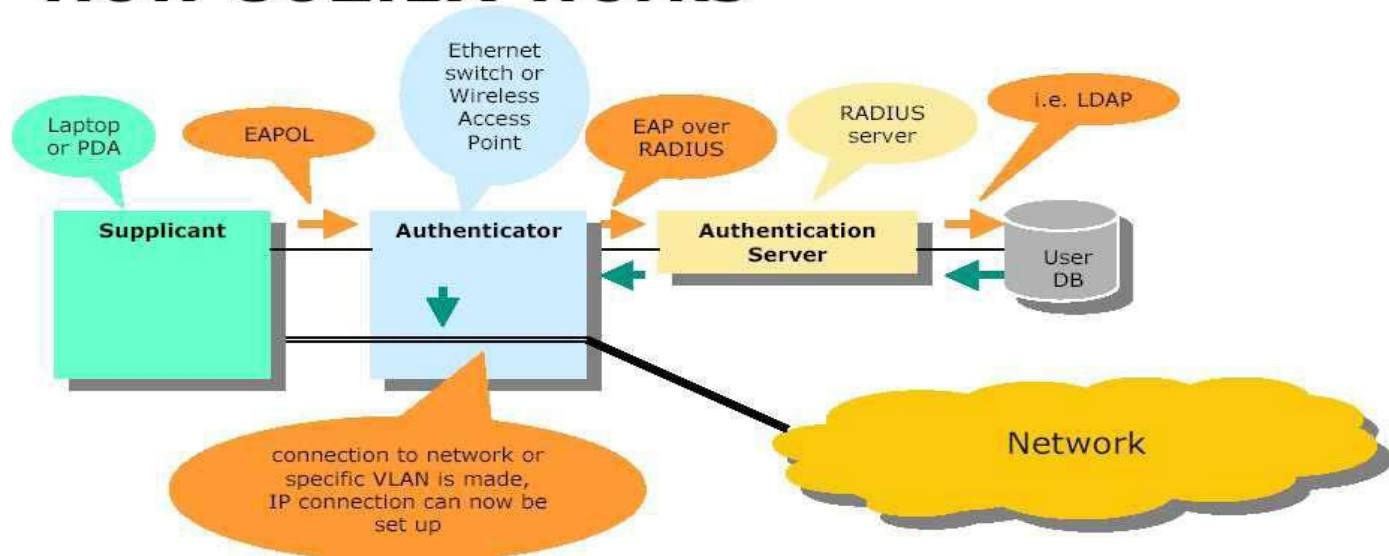 Ethernet
switch or
Wireless
Access
Point
Laptop
or PDA
EAPOL
EAP over
RADIUS
RADIUS
server
i.e. LDAP
Supplicant
Authenticator
Authentication
Server
User
DB
connection to network or
specific VLAN is made,
IP connection can now be
set up
Network